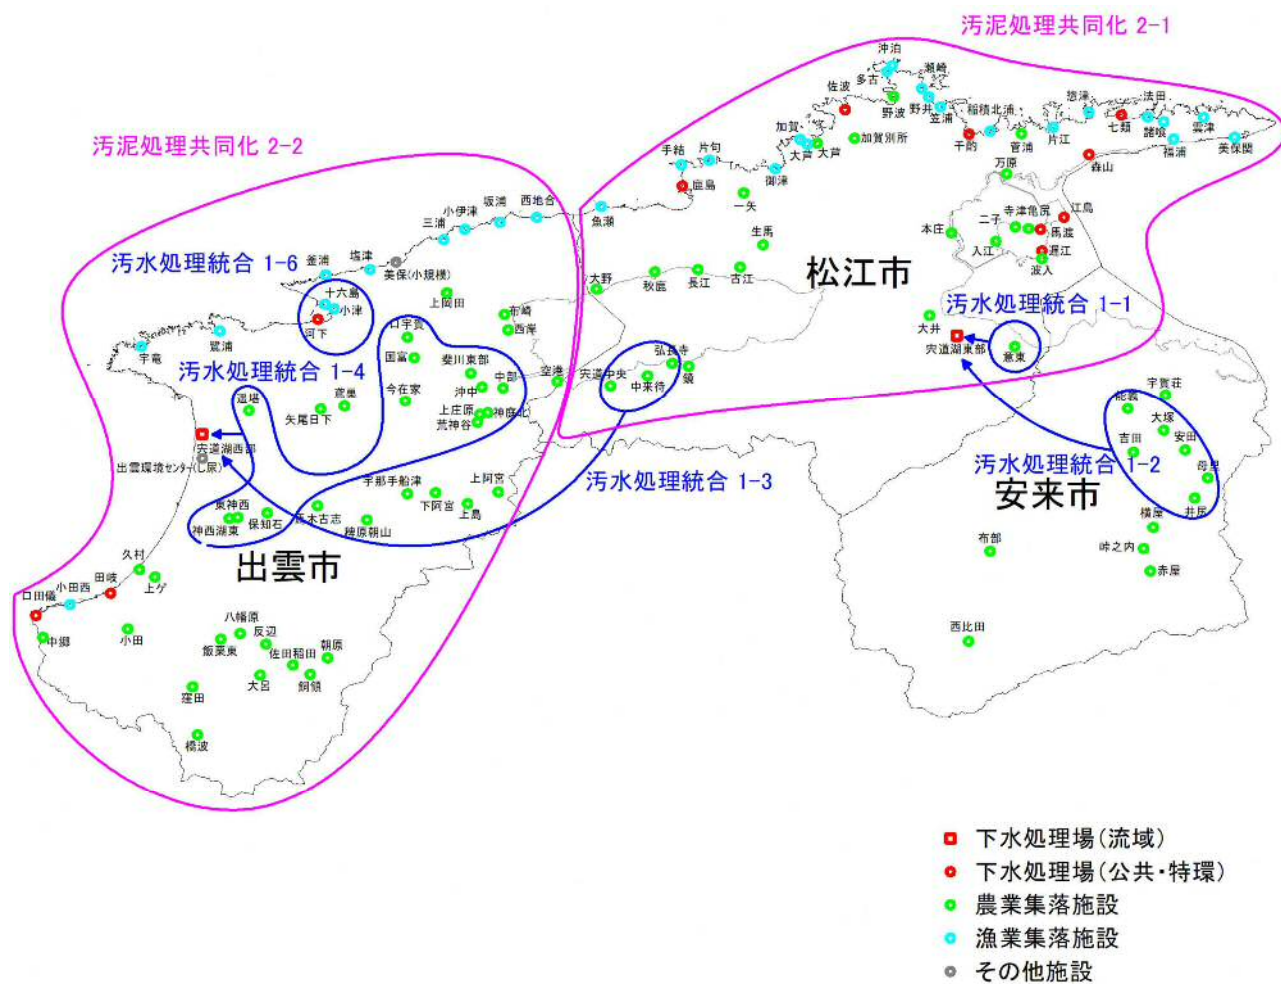 汚泥処理共同化 2-1
沖泊
多古
瀬崎
佐波
野波
野井
笠浦
稲積北浦
惣津
法田
七類
諸喰
雲津
加賀
大芦
大芦
加賀別所
干酌
菅浦
片江
福浦
美保関
汚泥処理共同化 2-2
手結
片句
御津
森山
万原
鹿島
一矢
坂浦
西地合
小伊津
三浦
魚瀬
生馬
本庄
二子
寺津亀尻
江島
馬渡
入江
遅江
波入
汚水処理統合 1-6
釜浦
塩津
美保(小規模)
松江市
十六島
小津
上岡田
大野
秋鹿
長江
古江
汚水処理統合 1-1
河下
布崎
西岸
大井
鷺浦
宇竜
口宇賀
宍道湖東部
意東
国富
弘長寺
汚水処理統合 1-4
斐川東部
中部
空港
宍道中央
中来待
鏡
遥堪
鳶巣
今在家
沖中
能義
宇賀荘
矢尾日下
上庄原
神庭北
荒神谷
大塚
吉田
安田
宍道湖西部
出雲環境センター(し尿)
汚水処理統合 1-3
汚水処理統合 1-2
母里
宇那手船津
上阿宮
下阿宮
安来市
井尻
東神西
神西湖東
保知石
上島
稗原朝山
横屋
出雲市
布部
峠之内
久村
上ゲ
赤屋
田岐
小田西
口田儀
中郷
小田
八幡原
反辺
飯栗東
佐田稲田
朝原
西比田
大呂
飼領
窪田
橋波
下水処理場(流域)
下水処理場(公共・特環)
農業集落施設
漁業集落施設
その他施設